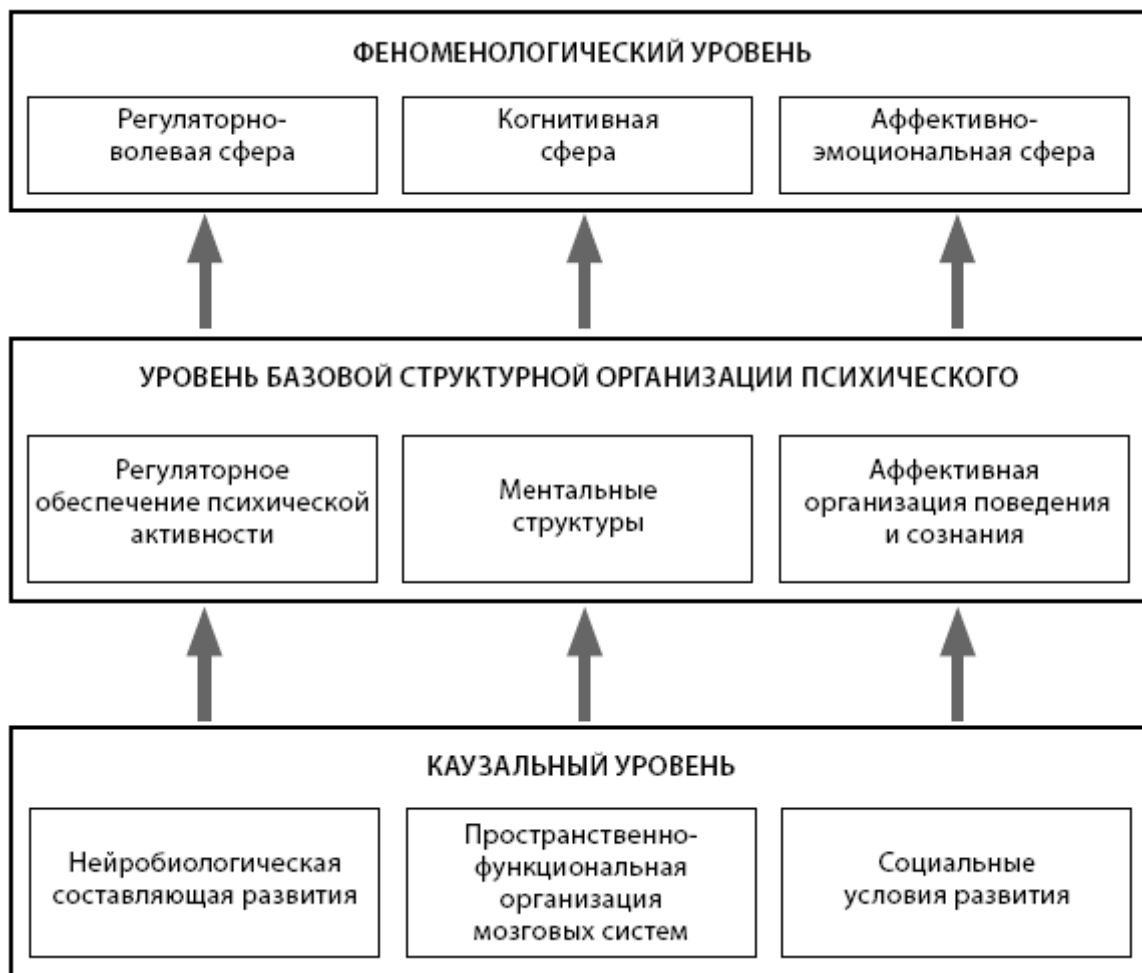 ФЕНОМЕНОЛОГИЧЕСКИЙ УРОВЕНЬ
Регуляторно-
волевая сфера
Когнитивная
сфера
Аффективно-
эмоциональная сфера
УРОВЕНЬ БАЗОВОЙ СТРУКТУРНОЙ ОРГАНИЗАЦИИ ПСИХИЧЕСКОГО
Регуляторное
обеспечение психической
активности
Ментальные
структуры
Аффективная
организация поведения
и сознания
КАУЗАЛЬНЫЙ УРОВЕНЬ
Нейробиологическая
составляющая развития
Пространственно-
функциональная
организация
мозговых систем
Социальные
условия развития